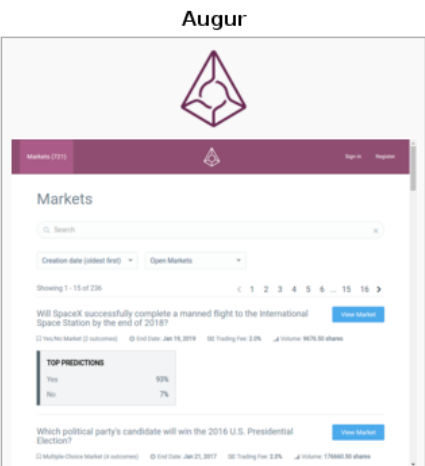 Augur
Markets (721)
Sign in Register
Markets
Search
Creation date (oldest first) Open Markets
Showing 1 - 15 of 236 < 1 2 3 4 5 6 ... 15 16 >
Will SpaceX successfully complete a manned flight to the International View Market
Space Station by the end of 2018?
Yes/No Market (2 outcomes) End Date: Jan 19, 2019 Trading Fee: 2.0% Volume: 9676.50 shares
TOP PREDICTIONS
Yes 93%
No 7%
Which political party's candidate will win the 2016 U.S. Presidential View Market
Election?
Multiple-Choice Market (4 outcomes) End Date: Jan 21, 2017 Trading Fee: 2.0% Volume: 176660.50 shares